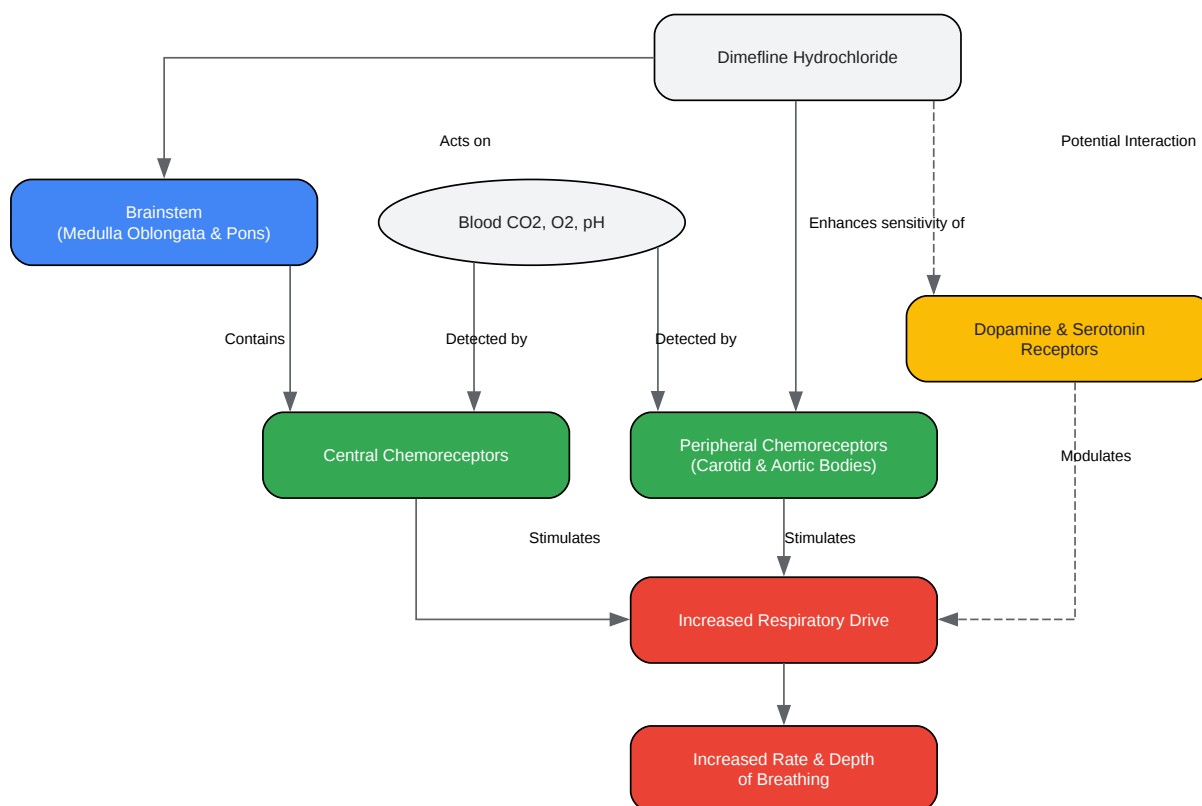 Dimefline Hydrochloride
Acts on
Potential Interaction
Brainstem
(Medulla Oblongata & Pons)
Blood CO2, O2, pH
Enhances sensitivity of
Contains
Detected by
Detected by
Dopamine & Serotonin
Receptors
Central Chemoreceptors
Peripheral Chemoreceptors
(Carotid & Aortic Bodies)
Modulates
Stimulates
Stimulates
Increased Respiratory Drive
Increased Rate & Depth
of Breathing